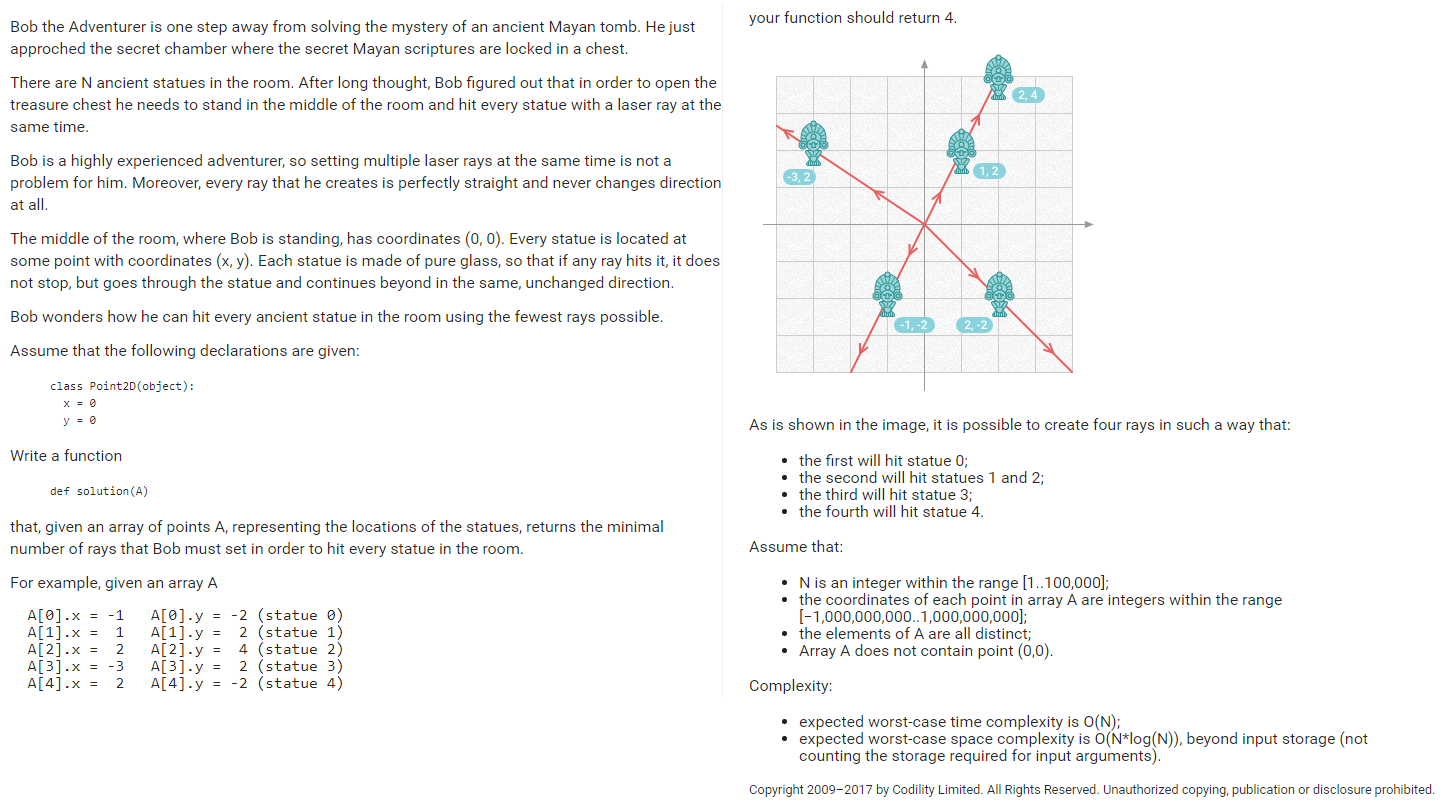 Bob the Adventurer is one step away from solving the mystery of an ancient Mayan tomb. He just
approched the secret chamber where the secret Mayan scriptures are locked in a chest.
There are N ancient statues in the room. After long thought, Bob figured out that in order to open the
treasure chest he needs to stand in the middle of the room and hit every statue with a laser ray at the
same time.
Bob is a highly experienced adventurer, so setting multiple laser rays at the same time is not a
problem for him. Moreover, every ray that he creates is perfectly straight and never changes direction
at all.
The middle of the room, where Bob is standing, has coordinates (0, 0). Every statue is located at
some point with coordinates (x, y). Each statue is made of pure glass, so that if any ray hits it, it does
not stop, but goes through the statue and continues beyond in the same, unchanged direction.
Bob wonders how he can hit every ancient statue in the room using the fewest rays possible.
Assume that the following declarations are given:
class Point2D(object):
x = 0
y = 0
Write a function
def solution(A)
that, given an array of points A, representing the locations of the statues, returns the minimal
number of rays that Bob must set in order to hit every statue in the room.
For example, given an array A
A[0].x = -1 A[0].y = -2 (statue 0)
A[1].x = 1 A[1].y = 2 (statue 1)
A[2].x = 2 A[2].y = 4 (statue 2)
A[3].x = -3 A[3].y = 2 (statue 3)
A[4].x = 2 A[4].y = -2 (statue 4)
your function should return 4.
2, 4
-3, 2
1, 2
-1, -2
2, -2
As is shown in the image, it is possible to create four rays in such a way that:
• the first will hit statue 0;
• the second will hit statues 1 and 2;
• the third will hit statue 3;
• the fourth will hit statue 4.
Assume that:
• N is an integer within the range [1..100,000];
• the coordinates of each point in array A are integers within the range
[−1,000,000,000..1,000,000,000];
• the elements of A are all distinct;
• Array A does not contain point (0,0).
Complexity:
• expected worst-case time complexity is O(N);
• expected worst-case space complexity is O(N*log(N)), beyond input storage (not
counting the storage required for input arguments).
Copyright 2009–2017 by Codility Limited. All Rights Reserved. Unauthorized copying, publication or disclosure prohibited.